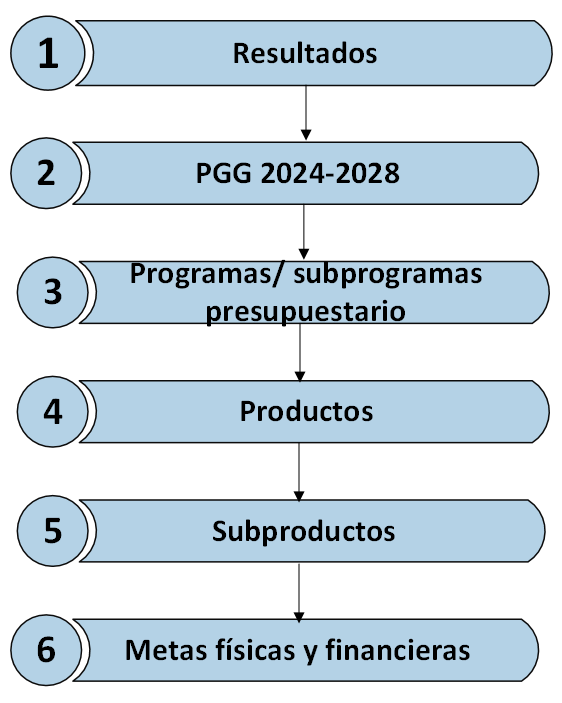 1 Resultados
2 PGG 2024-2028
3 Programas/ subprogramas
presupuestario
4 Productos
5 Subproductos
6 Metas físicas y financieras